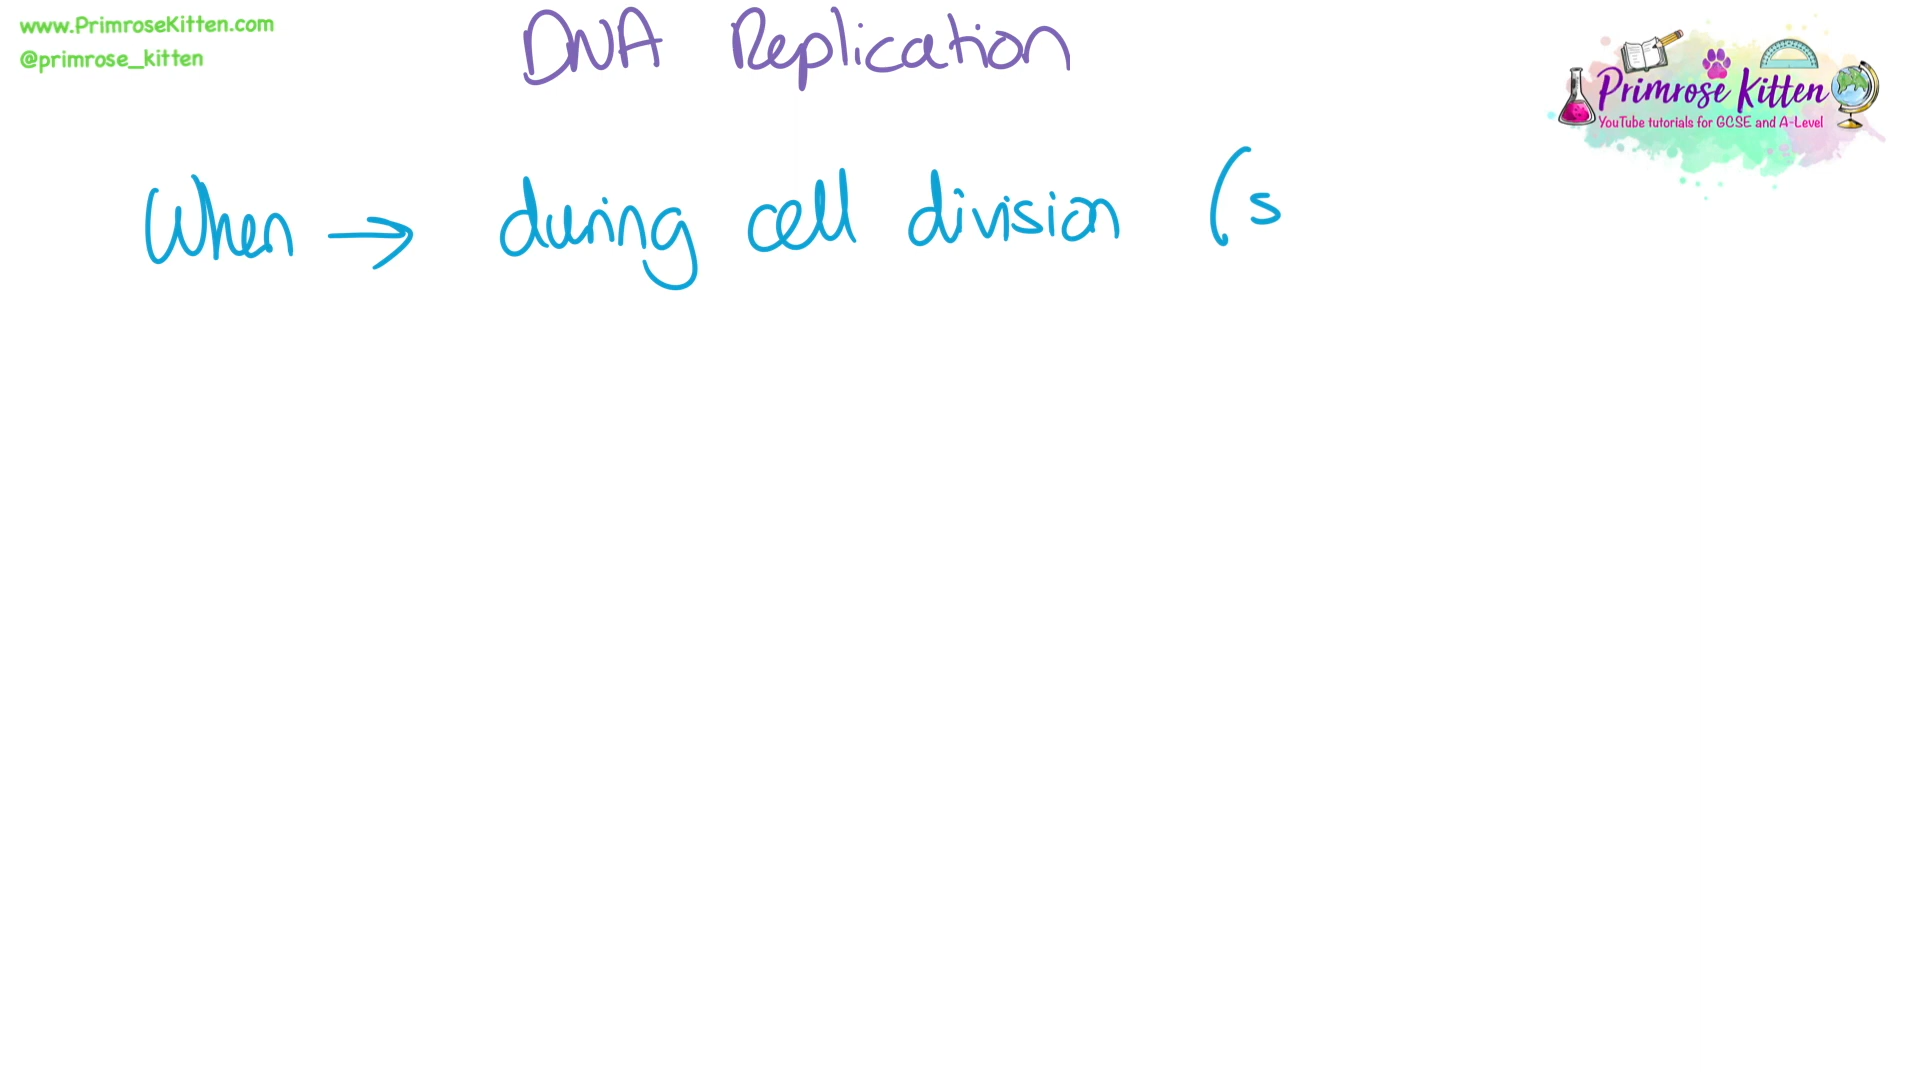 www.PrimroseKitten.com
@primrose_kitten
DNA Replication
Primrose Kitten
YouTube tutorials for GCSE and A-Level
When → during cell division (s